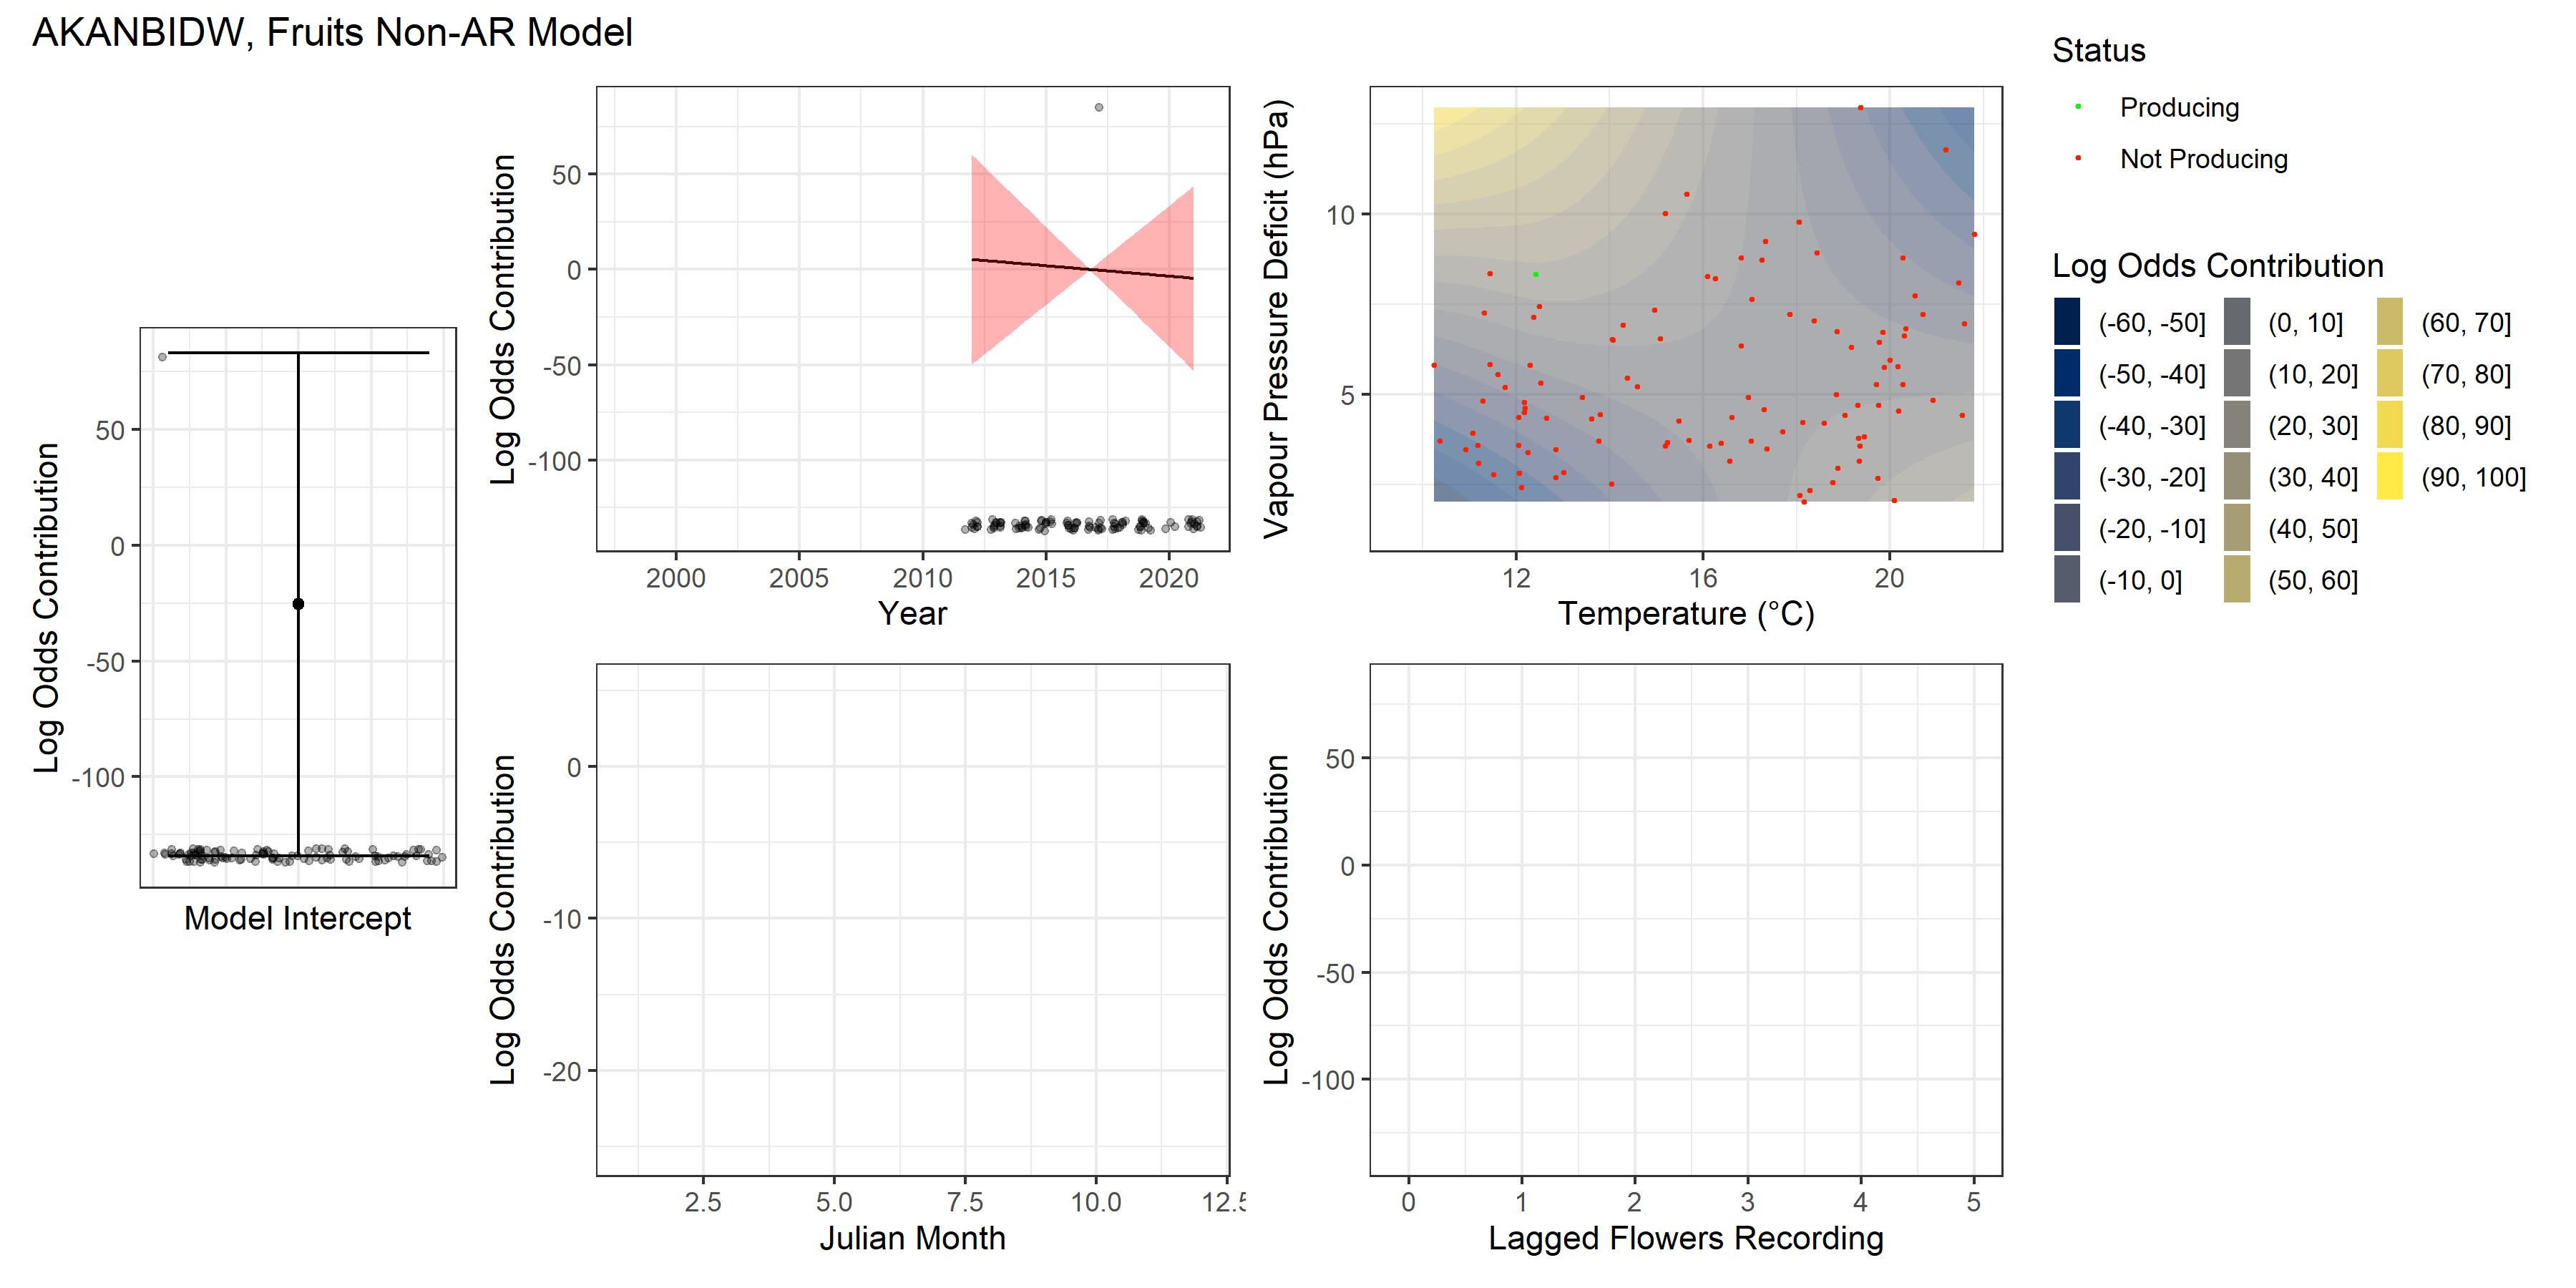 AKANBIDW, Fruits Non-AR Model
Log Odds Contribution
50
0
-50
-100
Model Intercept
Log Odds Contribution
50
0
-50
-100
2000 2005 2010 2015 2020
Year
Vapour Pressure Deficit (hPa)
10
5
12 16 20
Temperature (°C)
Status
Producing
Not Producing
Log Odds Contribution
(-60, -50] (0, 10] (60, 70]
(-50, -40] (10, 20] (70, 80]
(-40, -30] (20, 30] (80, 90]
(-30, -20] (30, 40] (90, 100]
(-20, -10] (40, 50]
(-10, 0] (50, 60]
Log Odds Contribution
0
-10
-20
2.5 5.0 7.5 10.0 12.5
Julian Month
Log Odds Contribution
50
0
-50
-100
0 1 2 3 4 5
Lagged Flowers Recording